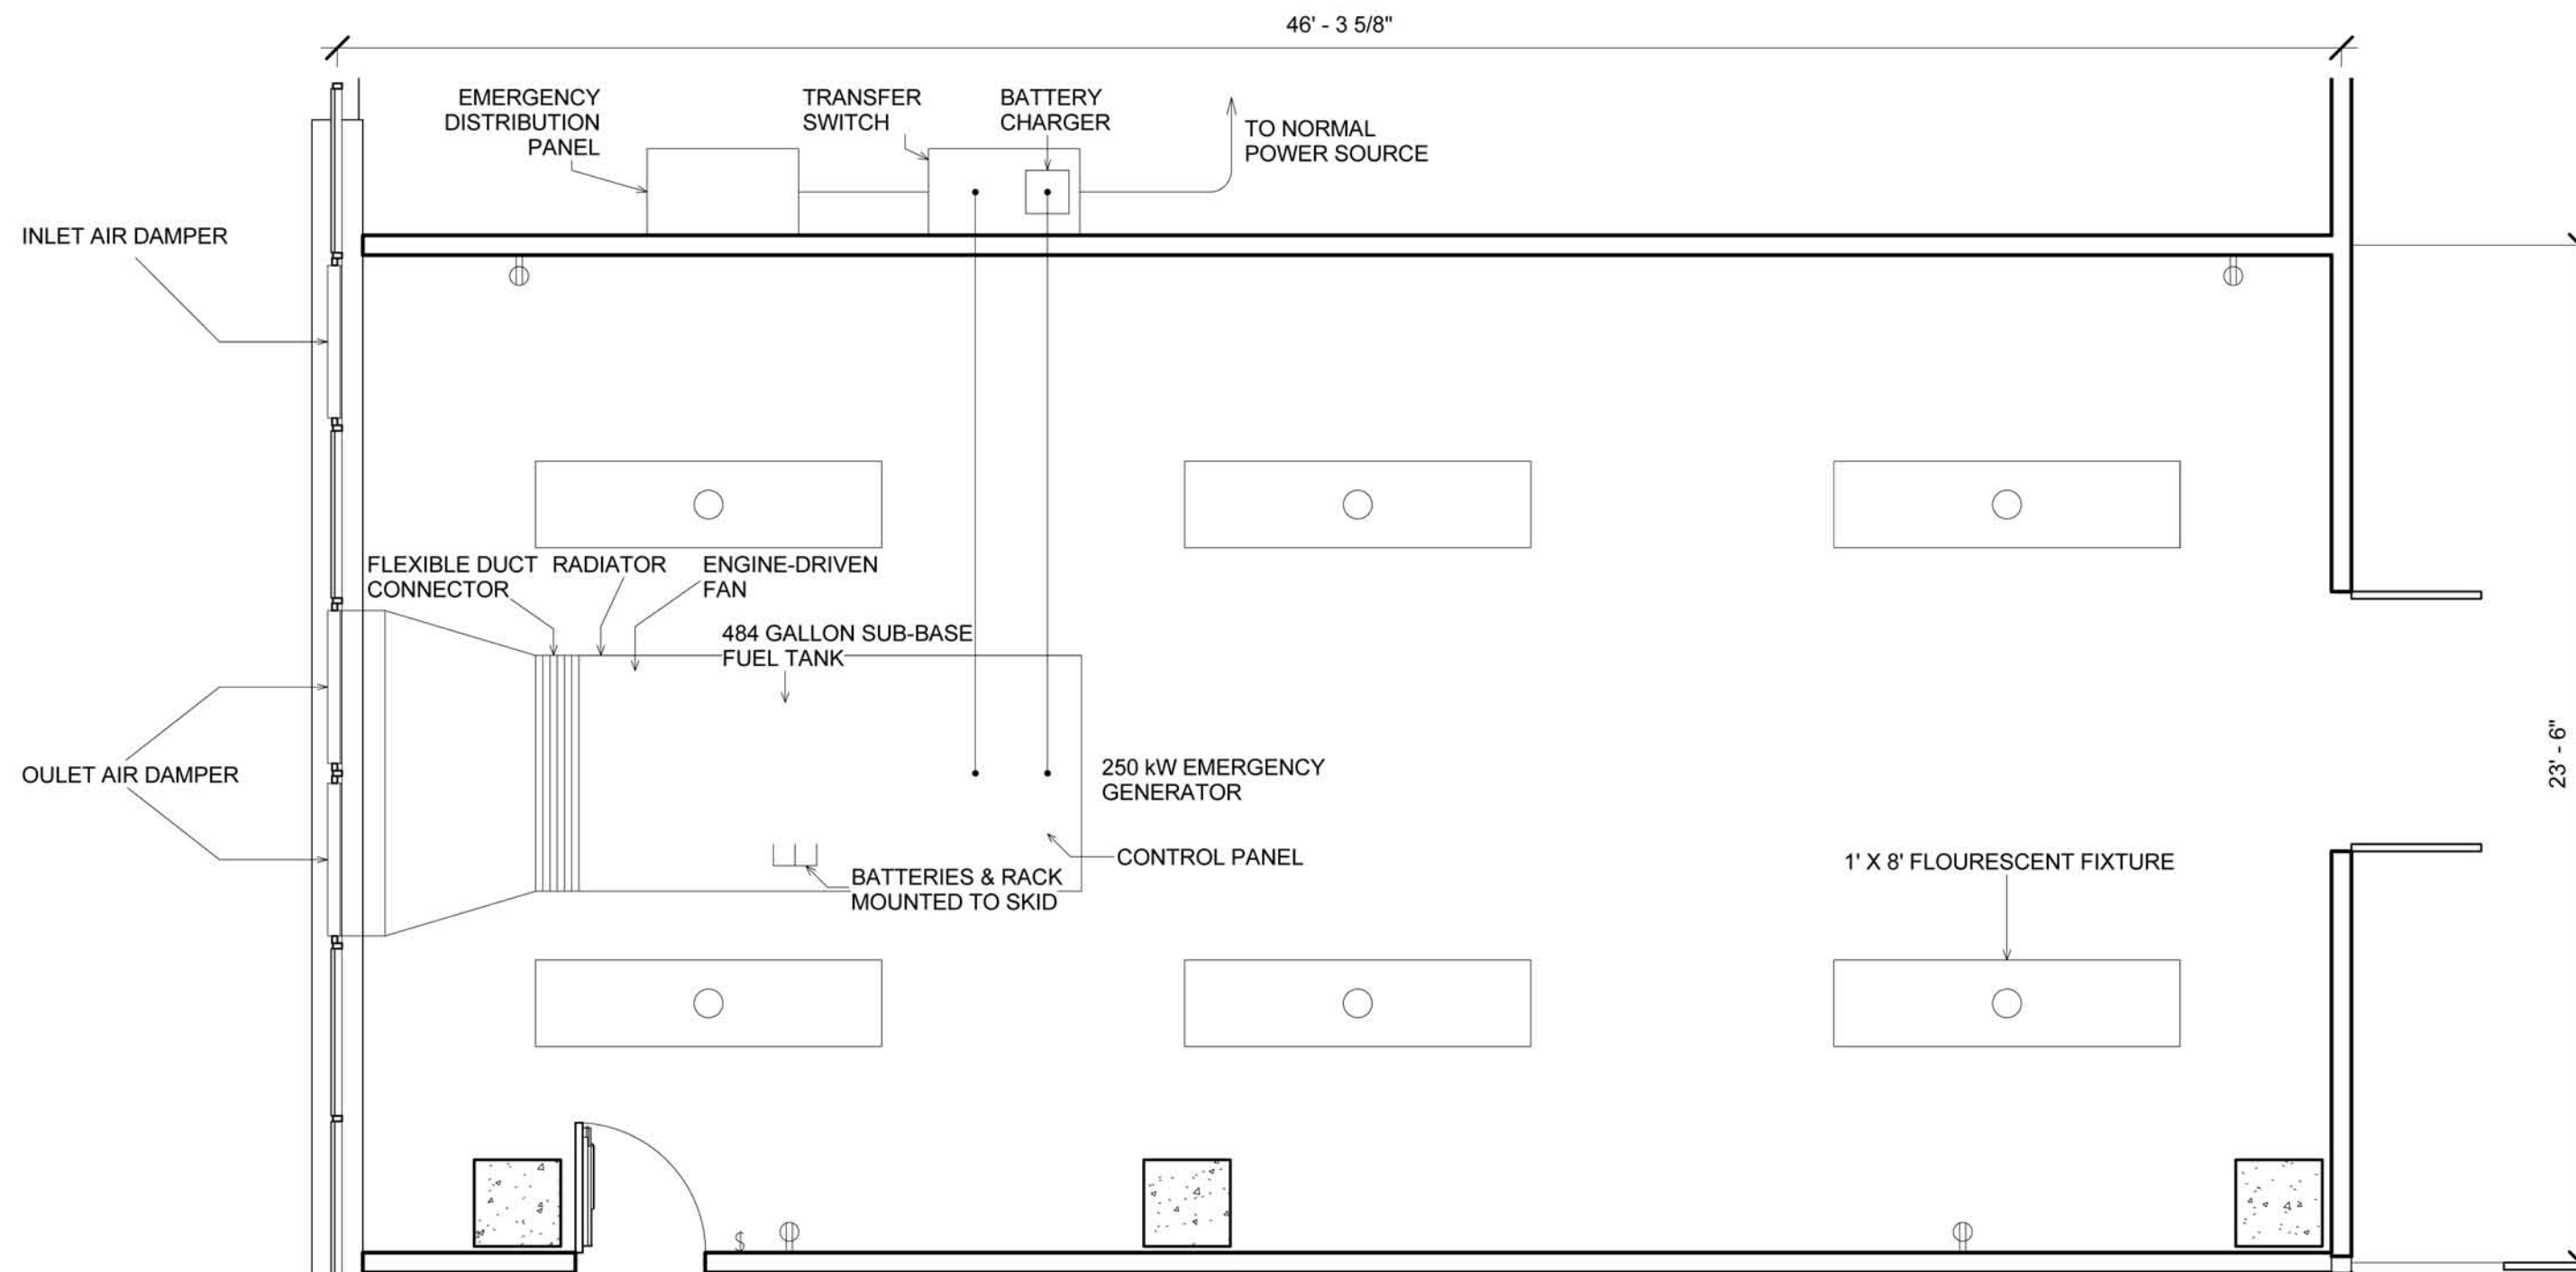 46' - 3 5/8"
EMERGENCY
DISTRIBUTION
PANEL
TRANSFER
SWITCH
BATTERY
CHARGER
TO NORMAL
POWER SOURCE
INLET AIR DAMPER
FLEXIBLE DUCT
CONNECTOR
RADIATOR
ENGINE-DRIVEN
FAN
484 GALLON SUB-BASE
FUEL TANK
OULET AIR DAMPER
250 kW EMERGENCY
GENERATOR
CONTROL PANEL
BATTERIES & RACK
MOUNTED TO SKID
1' X 8' FLOURESCENT FIXTURE
23' - 6"
$